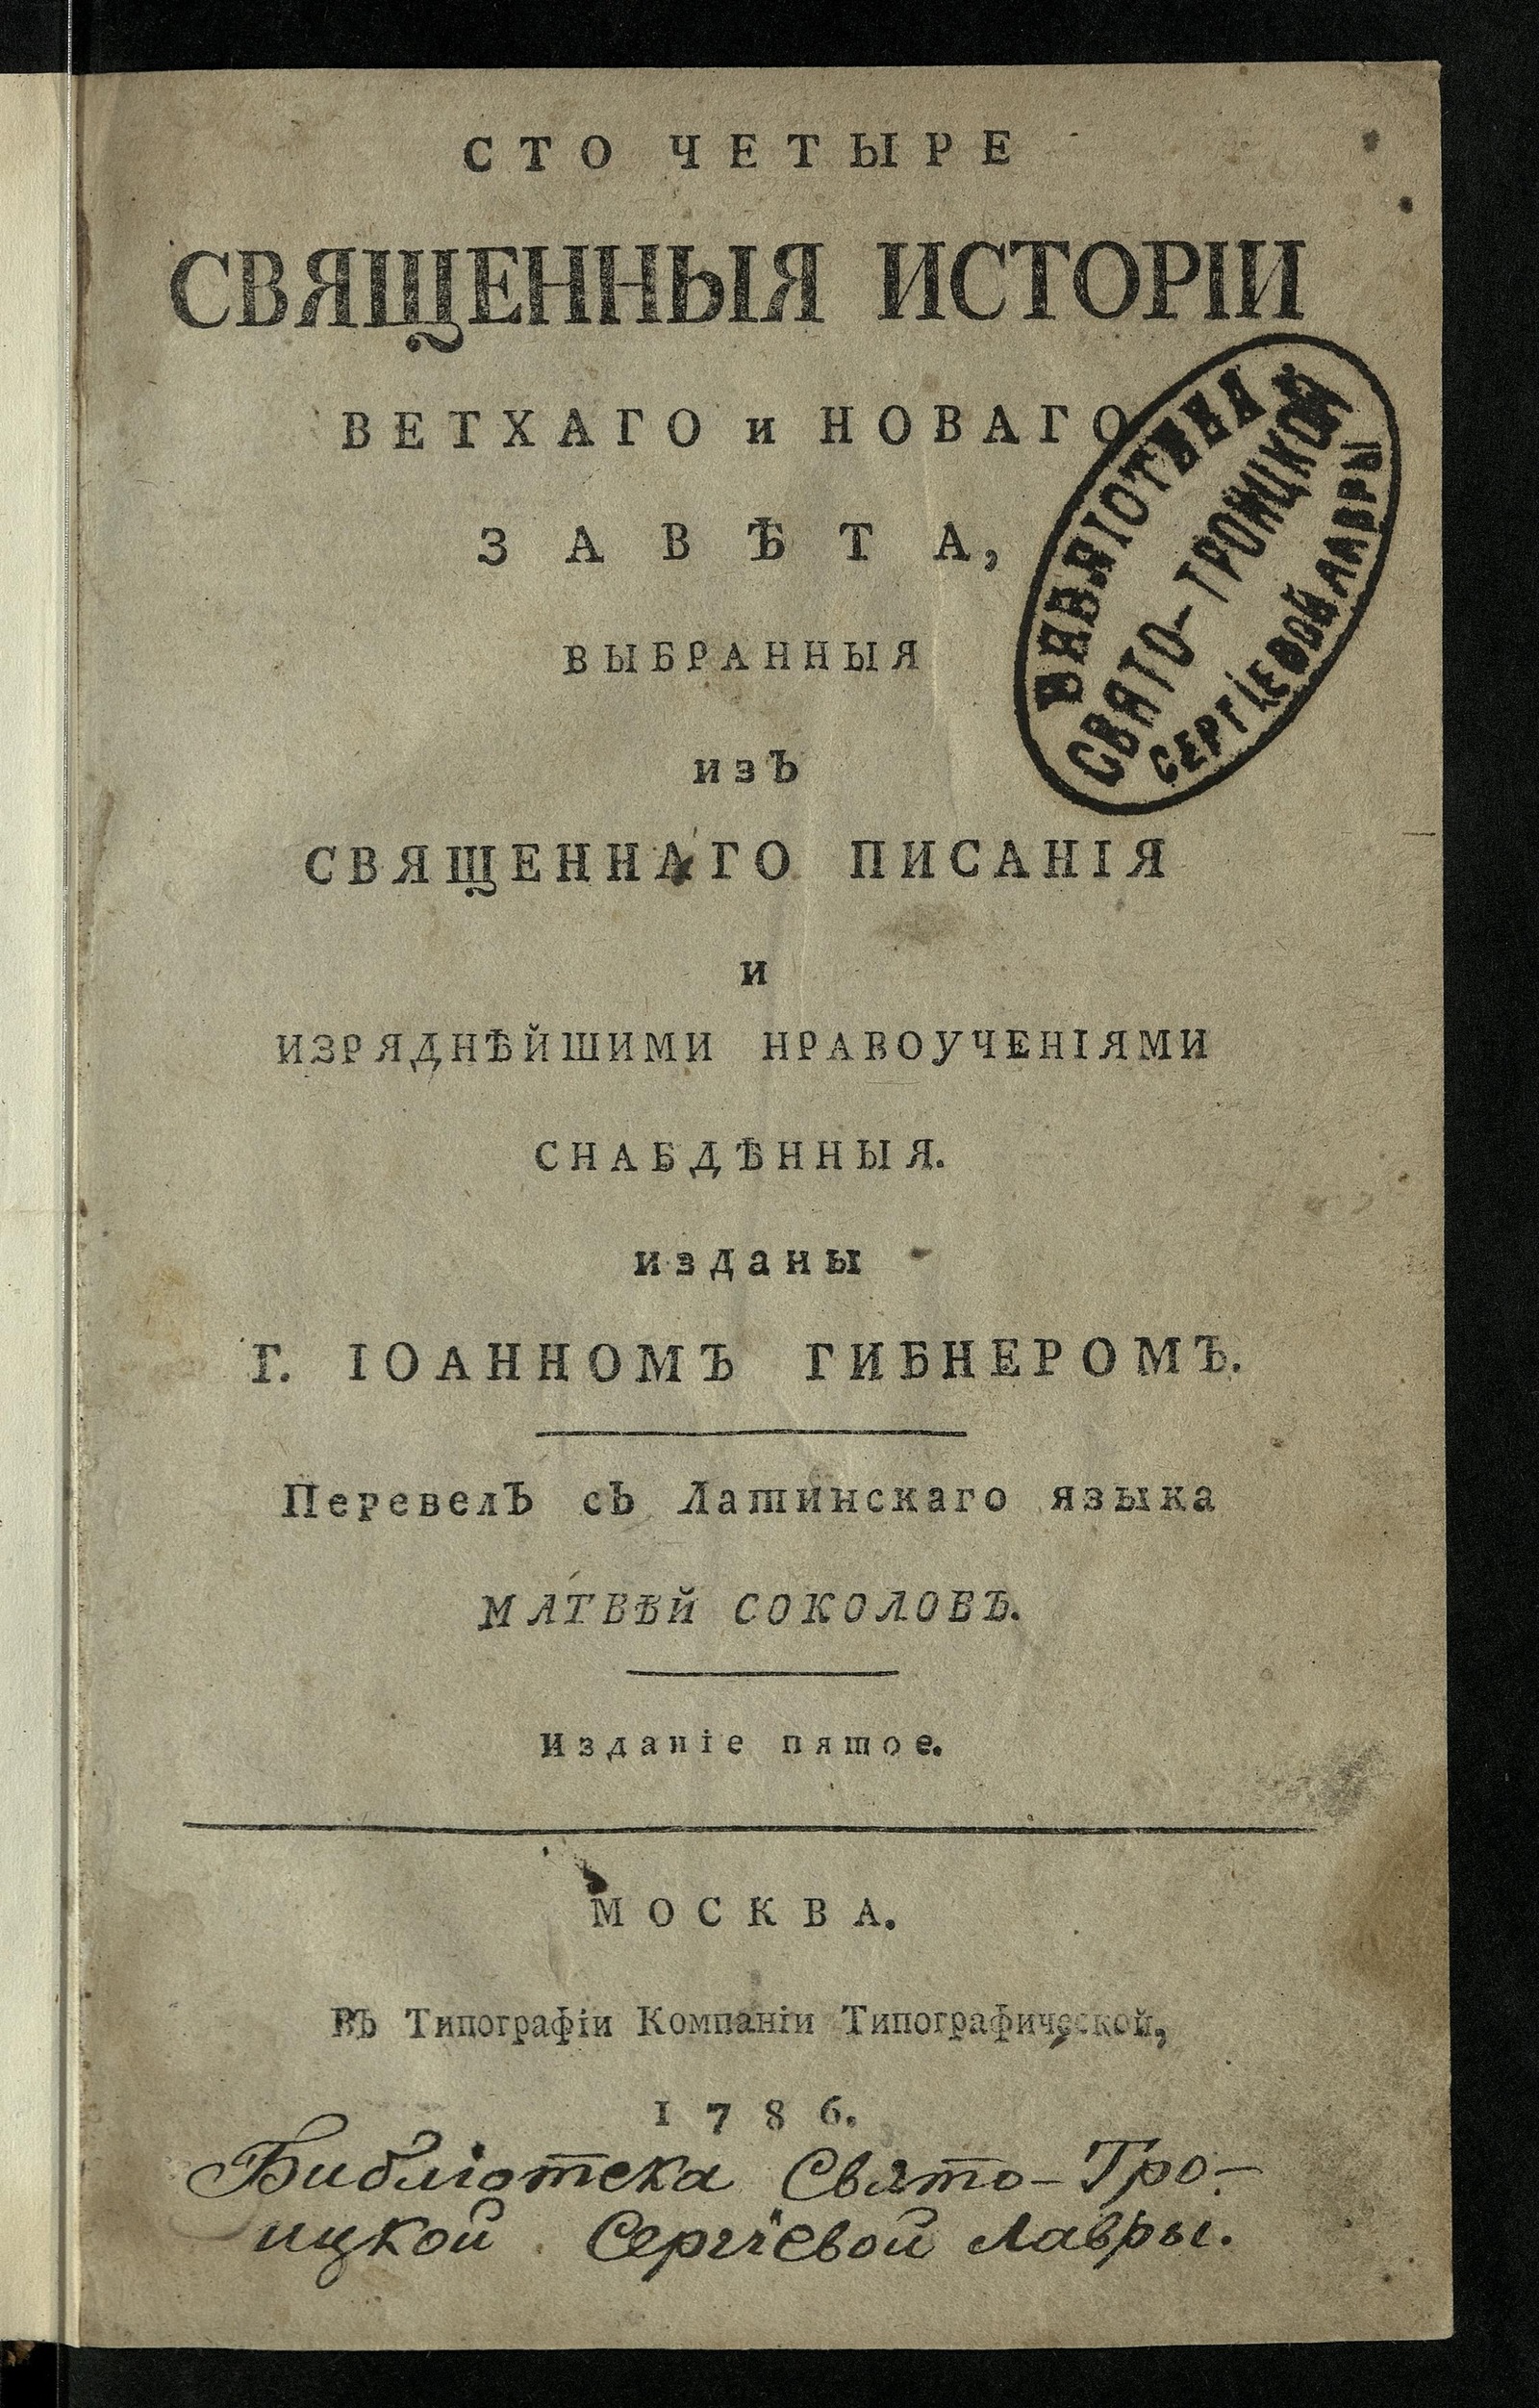 СТО ЧЕТЫРЕ
СВЯЩЕННЫЯ ИСТОРІИ
ВЕТХАГО и НОВАГО
ЗАВѢТА,
ВЫБРАННЫЯ
изъ
СВЯЩЕННАГО ПИСАНІЯ
и
ИЗРЯДНѢЙШИМИ НРАВОУЧЕНІЯМИ
СНАБДѢННЫЯ.
изданы
Г. ІОАННОМЪ ГИБНЕРОМЪ.
Перевелъ съ Латинскаго языка
МАТВѢЙ СОКОЛОВЪ.
Изданіе пятое.
МОСКВА.
Въ Типографіи Компаніи Типографической,
1786.
Библіотека Свято-Тро-
ицкой Сергіевой Лавры.
БИБЛІОТЕКА
СВЯТО-ТРОИЦКОЙ
СЕРГІЕВОЙ ЛАВРЫ